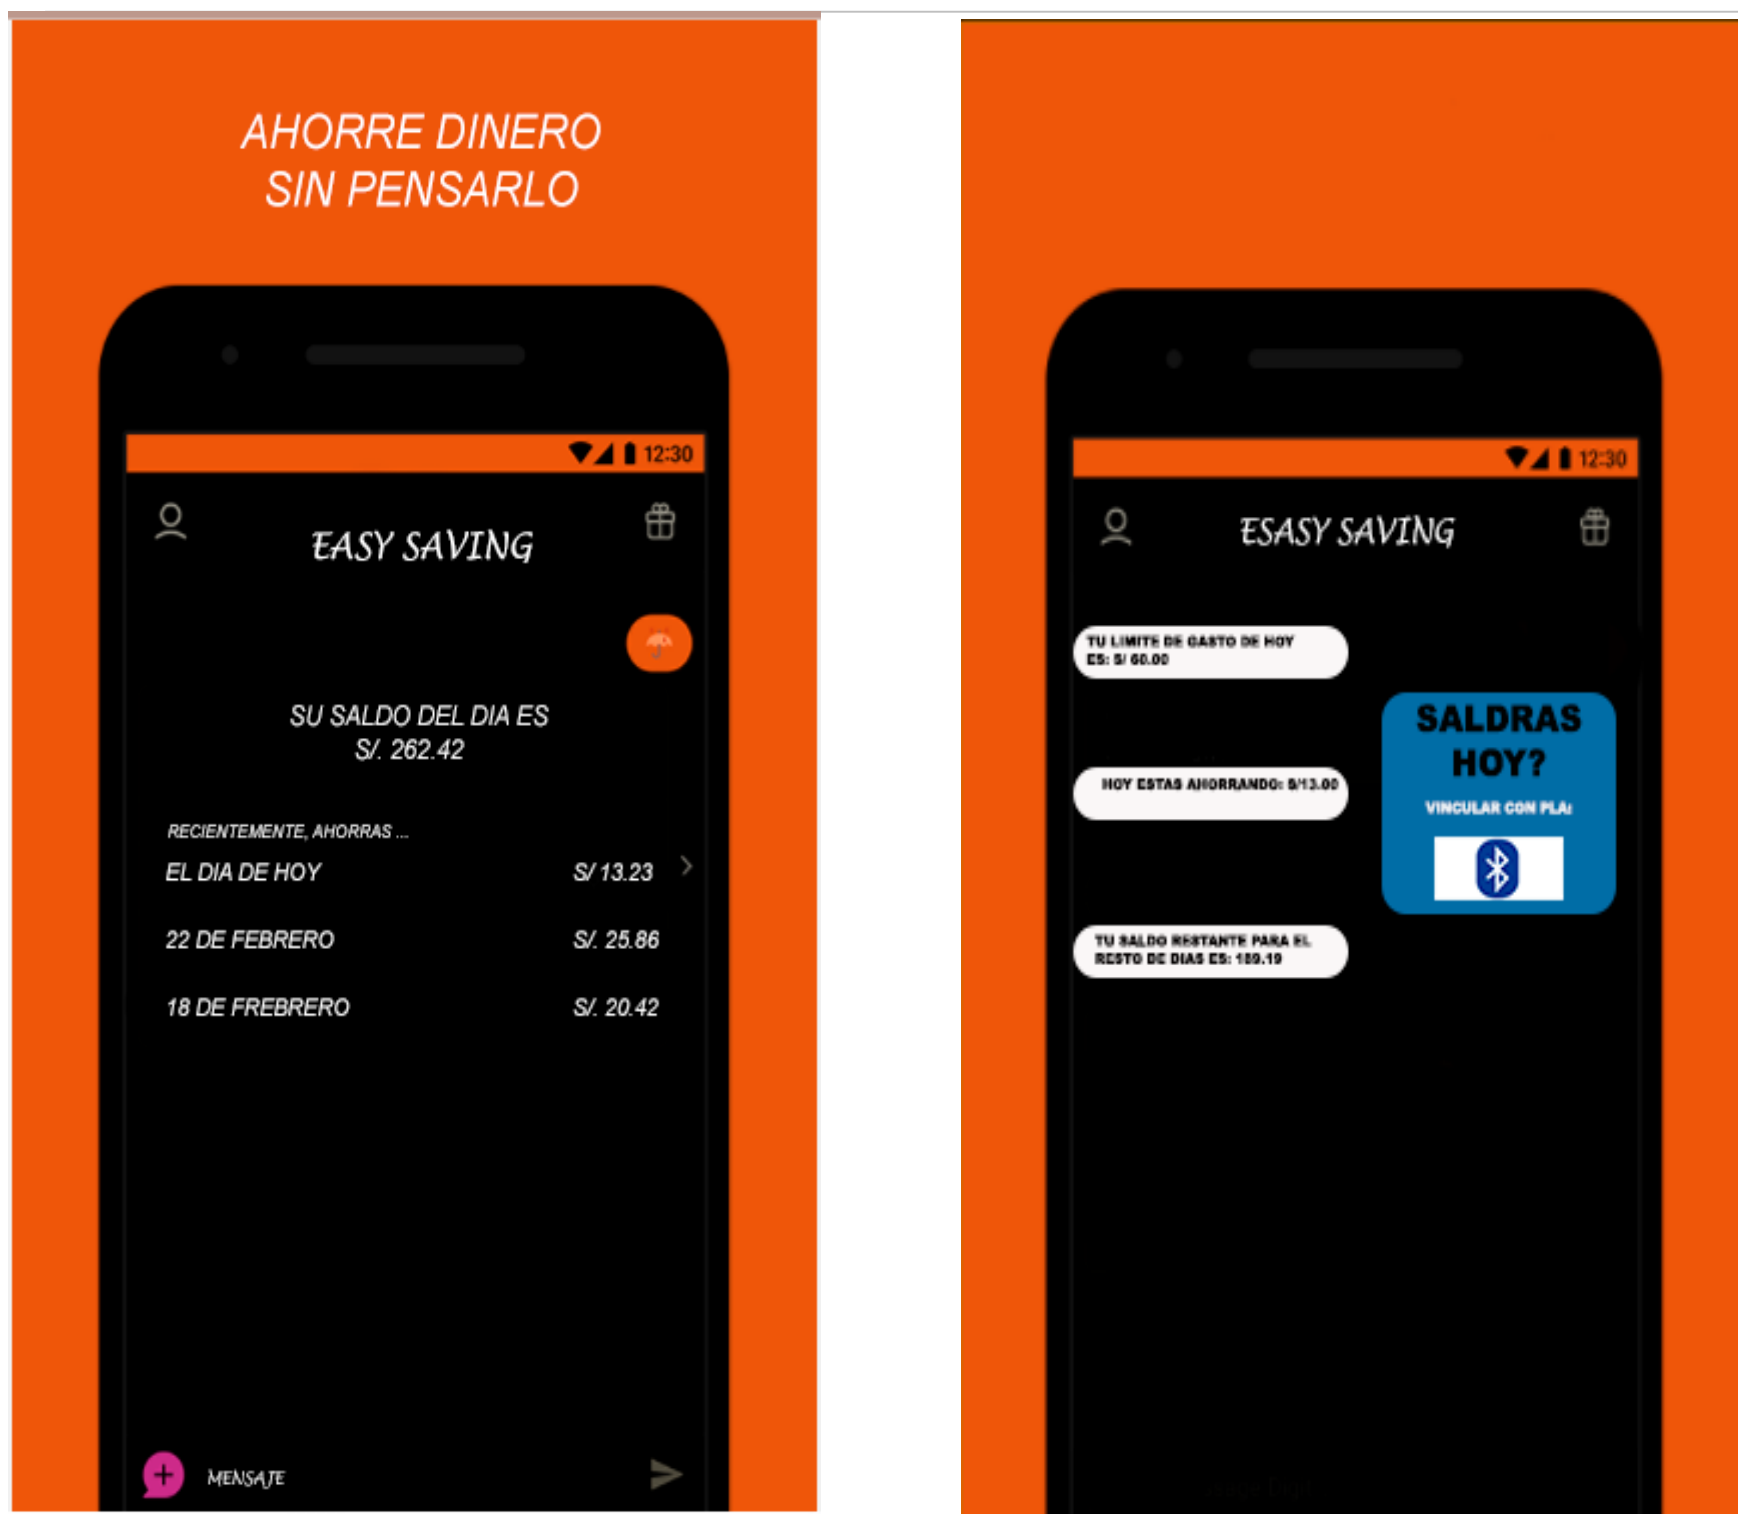 AHORRE DINERO
SIN PENSARLO
12:30
EASY SAVING
SU SALDO DEL DIA ES
S/. 262.42
RECIENTEMENTE, AHORRAS ...
EL DIA DE HOY S/ 13.23
22 DE FEBRERO S/. 25.86
18 DE FREBRERO S/. 20.42
MENSAJE
12:30
ESASY SAVING
TU LIMITE DE GASTO DE HOY
ES: S/ 60.00
SALDRAS
HOY?
VINCULAR CON PLA:
HOY ESTAS AHORRANDO: S/13.00
TU SALDO RESTANTE PARA EL
RESTO DE DIAS ES: 189.19